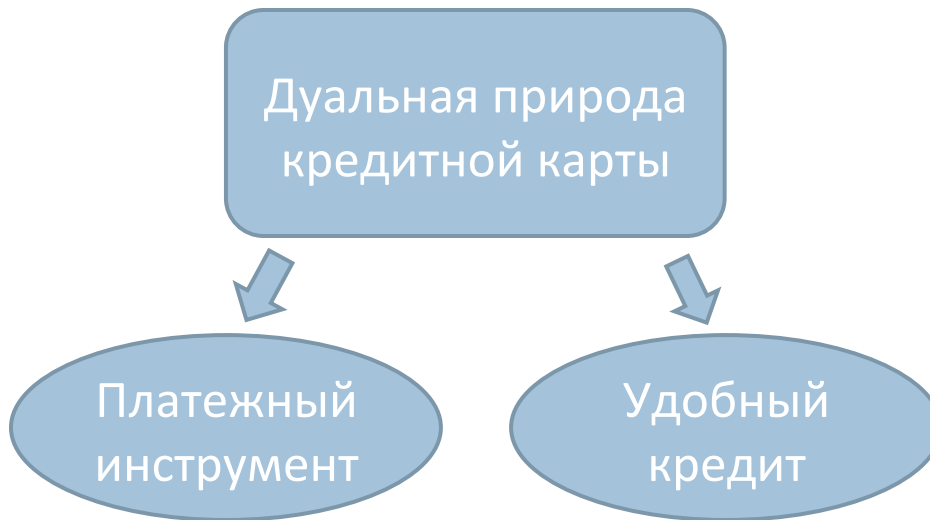 Дуальная природа
кредитной карты
Платежный
инструмент
Удобный
кредит